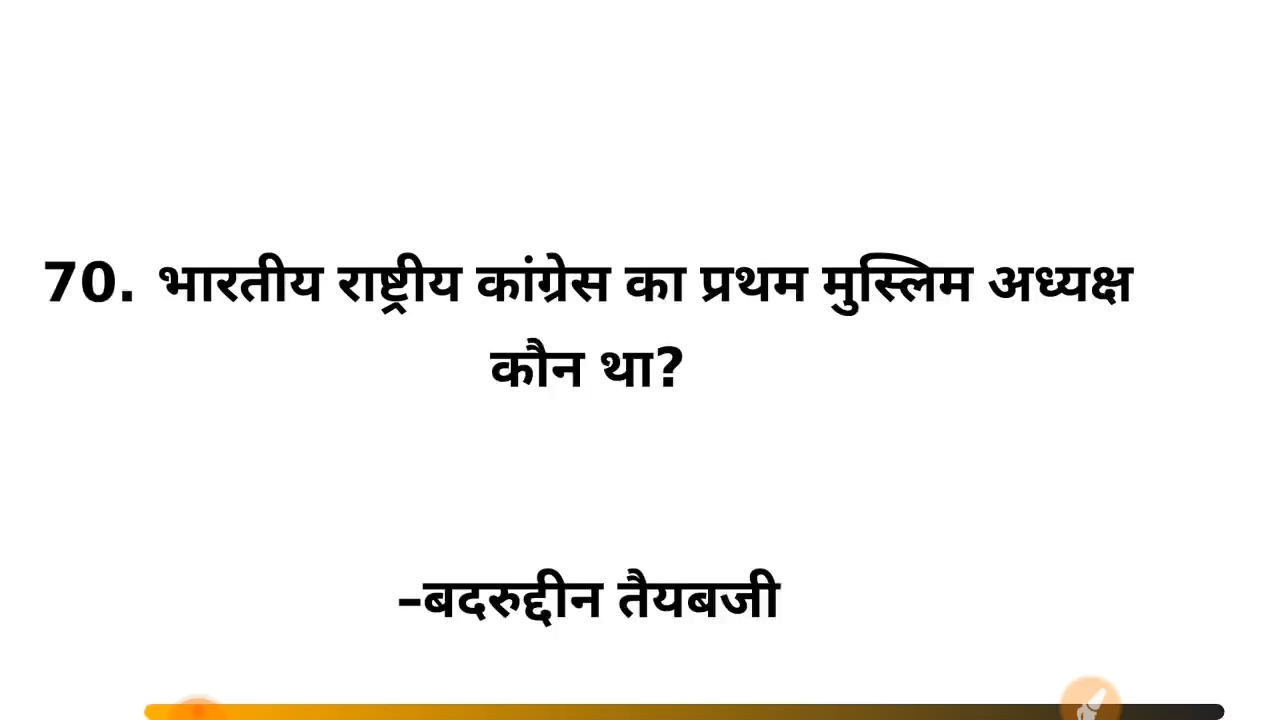 70. भारतीय राष्ट्रीय कांग्रेस का प्रथम मुस्लिम अध्यक्ष
कौन था?
–बदरुद्दीन तैयबजी